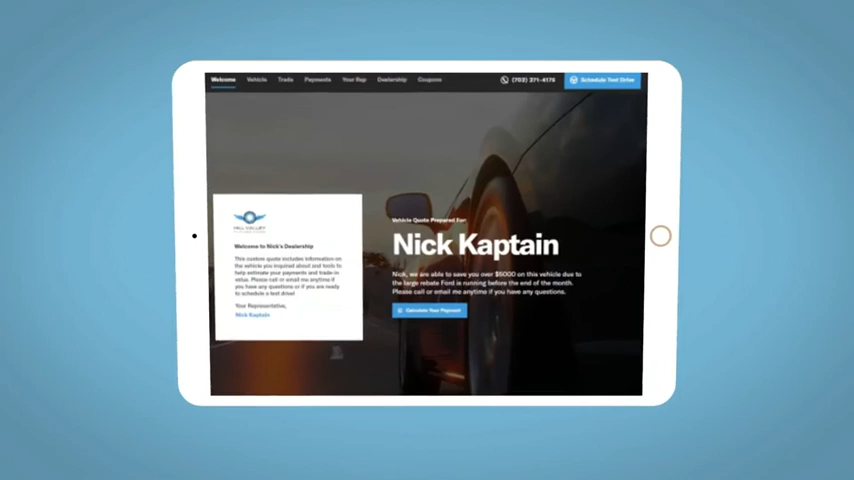 Welcome Vehicle Trade Payments Your Rep Dealership Coupons (702) 271-4176 Schedule Test Drive
HILL VALLEY
Welcome to Nick's Dealership
This custom quote includes information on
the vehicle you inquired about and tools to
help estimate your payments and trade-in
value. Please call or email me anytime if
you have any questions or if you are ready
to schedule a test drive!
Your Representative,
Nick Kaptain
Vehicle Quote Prepared For:
Nick Kaptain
Nick, we are able to save you over $5000 on this vehicle due to
the large rebate Ford is running before the end of the month.
Please call or email me anytime if you have any questions.
Calculate Your Payment